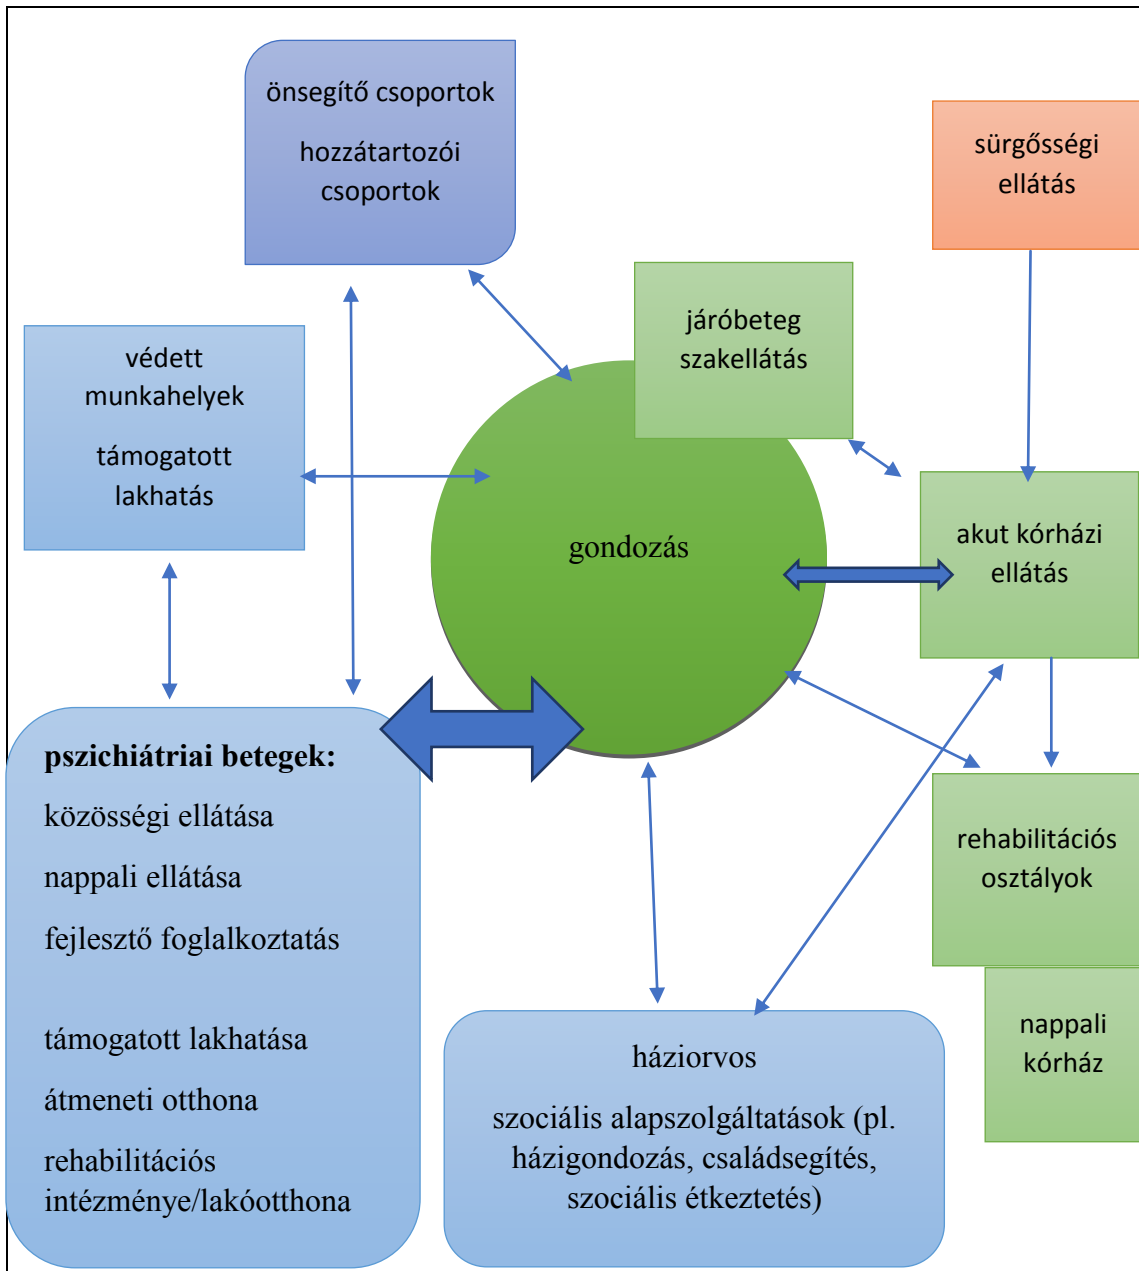 önsegítő csoportok
hozzátartozói
csoportok
sürgősségi
ellátás
járóbeteg
szakellátás
védett
munkahelyek
támogatott
lakhatás
gondozás
akut kórházi
ellátás
pszichiátriai betegek:
közösségi ellátása
nappali ellátása
fejlesztő foglalkoztatás
támogatott lakhatása
átmeneti otthona
rehabilitációs
intézménye/lakóotthona
háziorvos
szociális alapszolgáltatások (pl.
házigondozás, családsegítés,
szociális étkeztetés)
rehabilitációs
osztályok
nappali
kórház